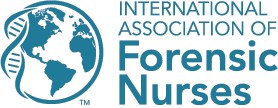 INTERNATIONAL
ASSOCIATION OF
Forensic
Nurses
TM